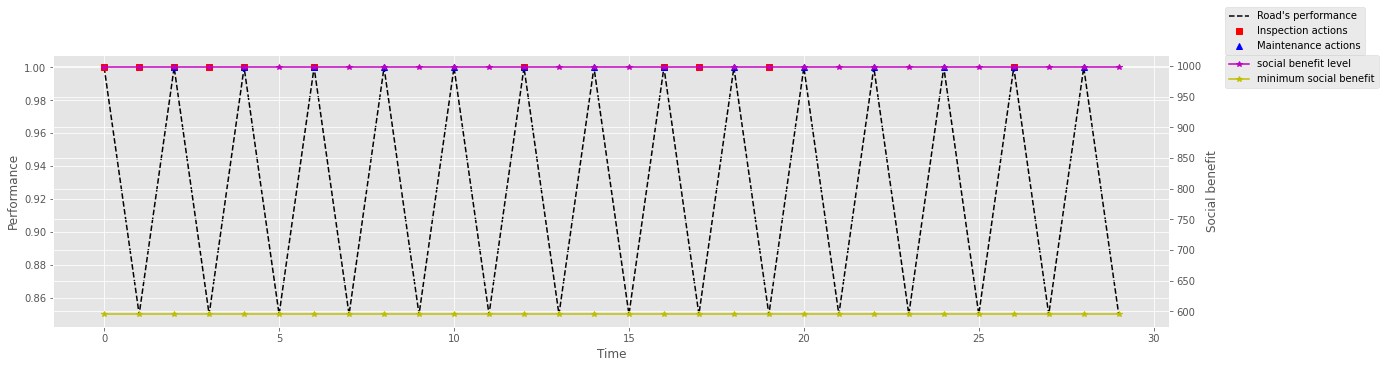 Road's performance
Inspection actions
Maintenance actions
social benefit level
minimum social benefit
1.00
0.98
0.96
0.94
0.92
0.90
0.88
0.86
Performance
1000
950
900
850
800
750
700
650
600
Social benefit
0 5 10 15 20 25 30
Time